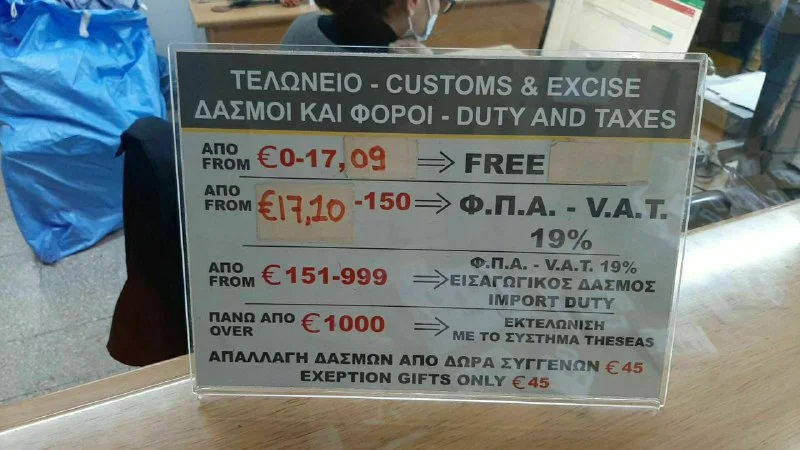 ΤΕΛΩΝΕΙΟ - CUSTOMS & EXCISE
ΔΑΣΜΟΙ ΚΑΙ ΦΟΡΟΙ - DUTY AND TAXES
ΑΠΟ
FROM €0-17,09 ⇒ FREE
ΑΠΟ
FROM €17,10 -150 ⇒ Φ.Π.Α. - V.A.T.
19%
ΑΠΟ
FROM € 151-999 ⇒ Φ.Π.Α - V.A.T. 19%
ΕΙΣΑΓΩΓΙΚΟΣ ΔΑΣΜΟΣ
IMPORT DUTY
ΠΑΝΩ ΑΠΟ
OVER € 1000 ⇒ ΕΚΤΕΛΩΝΙΣΗ
ΜΕ ΤΟ ΣΥΣΤΗΜΑ THESEAS
ΑΠΑΛΛΑΓΗ ΔΑΣΜΩΝ ΑΠΟ ΔΩΡΑ ΣΥΓΓΕΝΩΝ € 45
EXERPTION GIFTS ONLY € 45